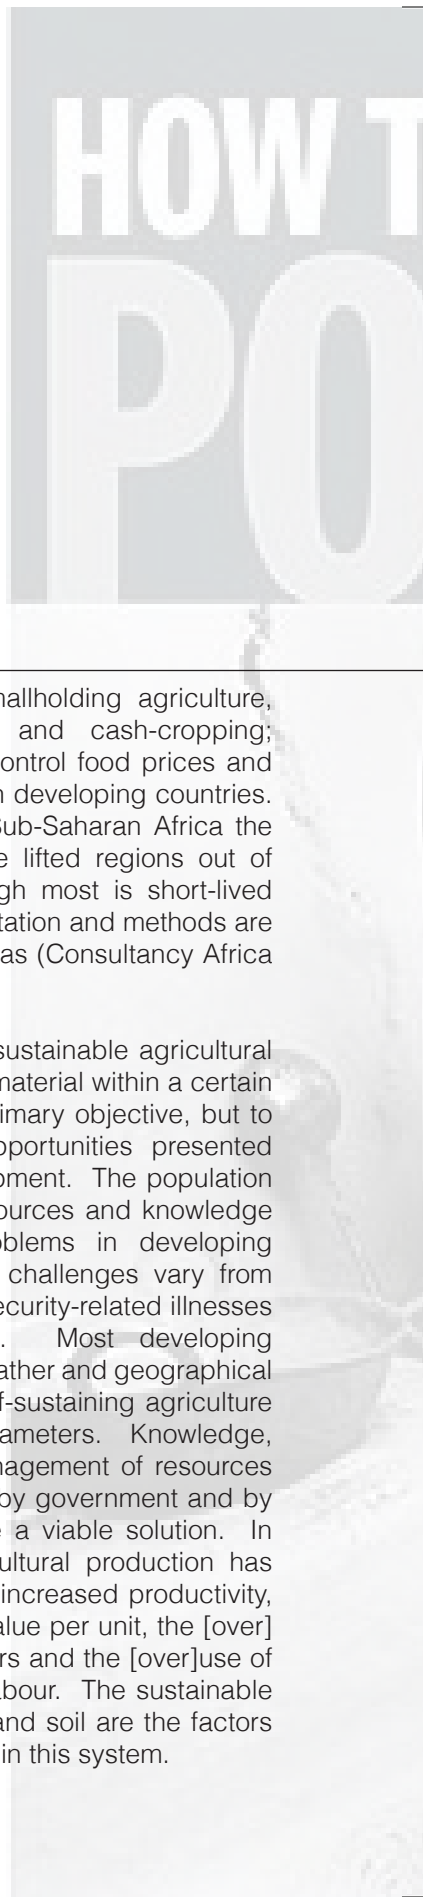 HOW T
PO
mallholding agriculture,
and cash-cropping;
control food prices and
n developing countries.
Sub-Saharan Africa the
e lifted regions out of
gh most is short-lived
tation and methods are
as (Consultancy Africa
sustainable agricultural
material within a certain
rimary objective, but to
pportunities presented
pment. The population
ources and knowledge
oblems in developing
challenges vary from
ecurity-related illnesses
. Most developing
ather and geographical
f-sustaining agriculture
ameters. Knowledge,
nagement of resources
by government and by
e a viable solution. In
ultural production has
increased productivity,
alue per unit, the [over]
rs and the [over]use of
abour. The sustainable
and soil are the factors
in this system.